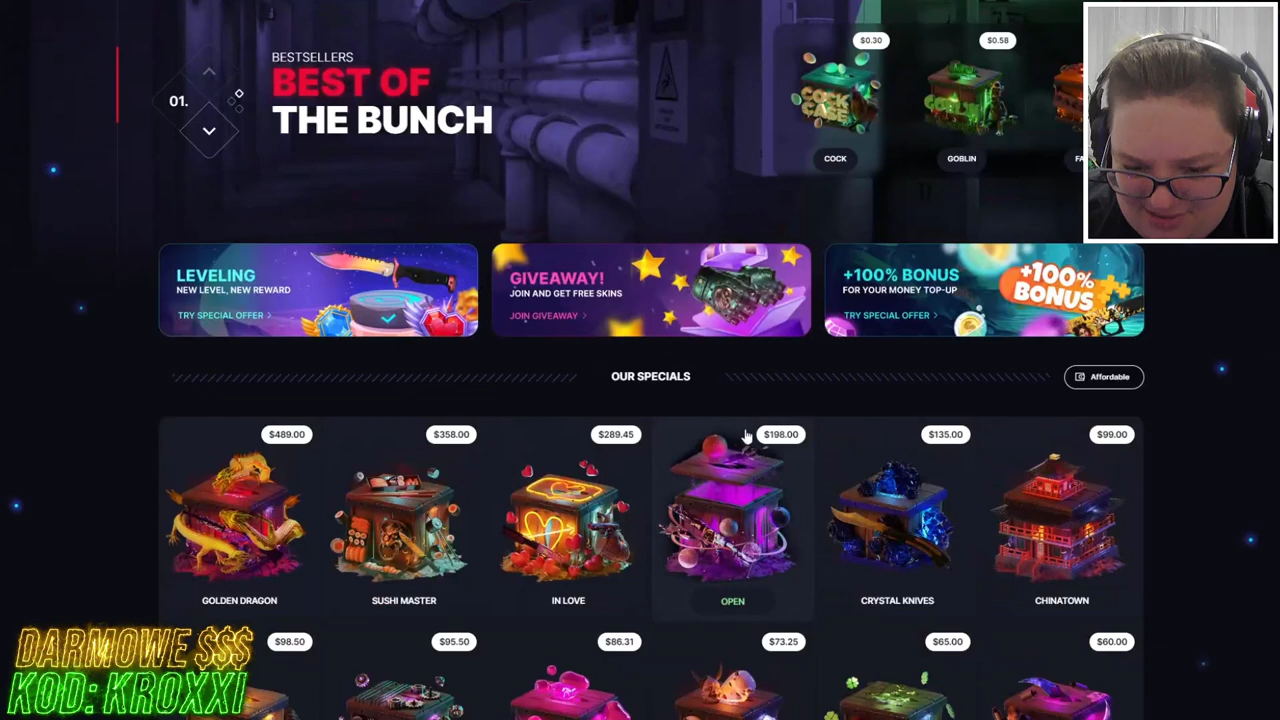 $0.30
$0.58
BESTSELLERS
BEST OF
THE BUNCH
01.
COCK
CASE
GOBLIN
COCK
GOBLIN
FA
LEVELING
NEW LEVEL, NEW REWARD
TRY SPECIAL OFFER >
GIVEAWAY!
JOIN AND GET FREE SKINS
JOIN GIVEAWAY >
+100% BONUS
FOR YOUR MONEY TOP-UP
TRY SPECIAL OFFER >
+100%
BONUS
OUR SPECIALS
Affordable
$489.00
$358.00
$289.45
$198.00
$135.00
$99.00
GOLDEN DRAGON
SUSHI MASTER
IN LOVE
OPEN
CRYSTAL KNIVES
CHINATOWN
$98.50
$95.50
$86.31
$73.25
$65.00
$60.00
DARMOWE $$$
KOD: KROXXI